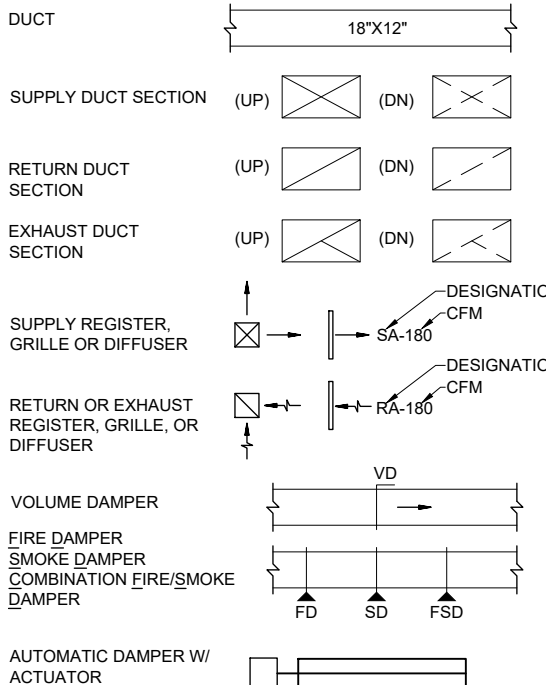 DUCT
18"X12"
SUPPLY DUCT SECTION (UP) (DN)
RETURN DUCT
SECTION
(UP) (DN)
EXHAUST DUCT
SECTION
(UP) (DN)
SUPPLY REGISTER,
GRILLE OR DIFFUSER
DESIGNATIO
CFM
SA-180
RETURN OR EXHAUST
REGISTER, GRILLE, OR
DIFFUSER
DESIGNATIO
CFM
RA-180
VOLUME DAMPER
VD
FIRE DAMPER
SMOKE DAMPER
COMBINATION FIRE/SMOKE
DAMPER
FD SD FSD
AUTOMATIC DAMPER W/
ACTUATOR